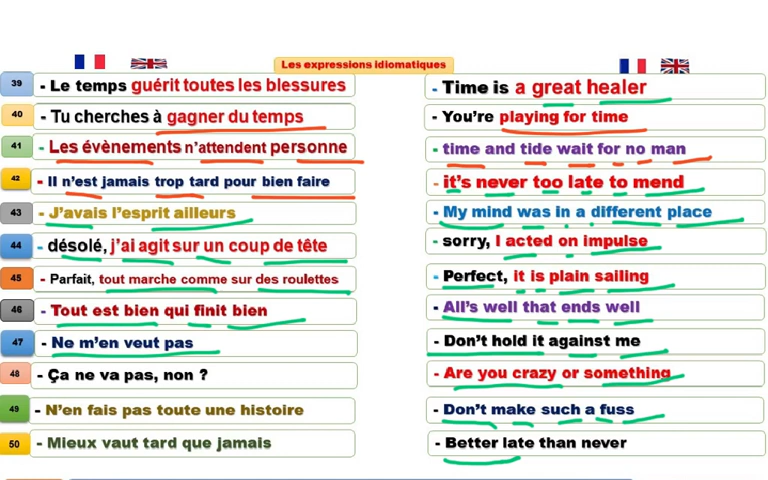 Les expressions idiomatiques
39 - Le temps guérit toutes les blessures - Time is a great healer
40 - Tu cherches à gagner du temps - You're playing for time
41 - Les évènements n'attendent personne - time and tide wait for no man
42 - Il n'est jamais trop tard pour bien faire - it's never too late to mend
43 - J'avais l'esprit ailleurs - My mind was in a different place
44 - désolé, j'ai agit sur un coup de tête - sorry, I acted on impulse
45 - Parfait, tout marche comme sur des roulettes - Perfect, it is plain sailing
46 - Tout est bien qui finit bien - All's well that ends well
47 - Ne m'en veut pas - Don't hold it against me
48 - Ça ne va pas, non ? - Are you crazy or something
49 - N'en fais pas toute une histoire - Don't make such a fuss
50 - Mieux vaut tard que jamais - Better late than never